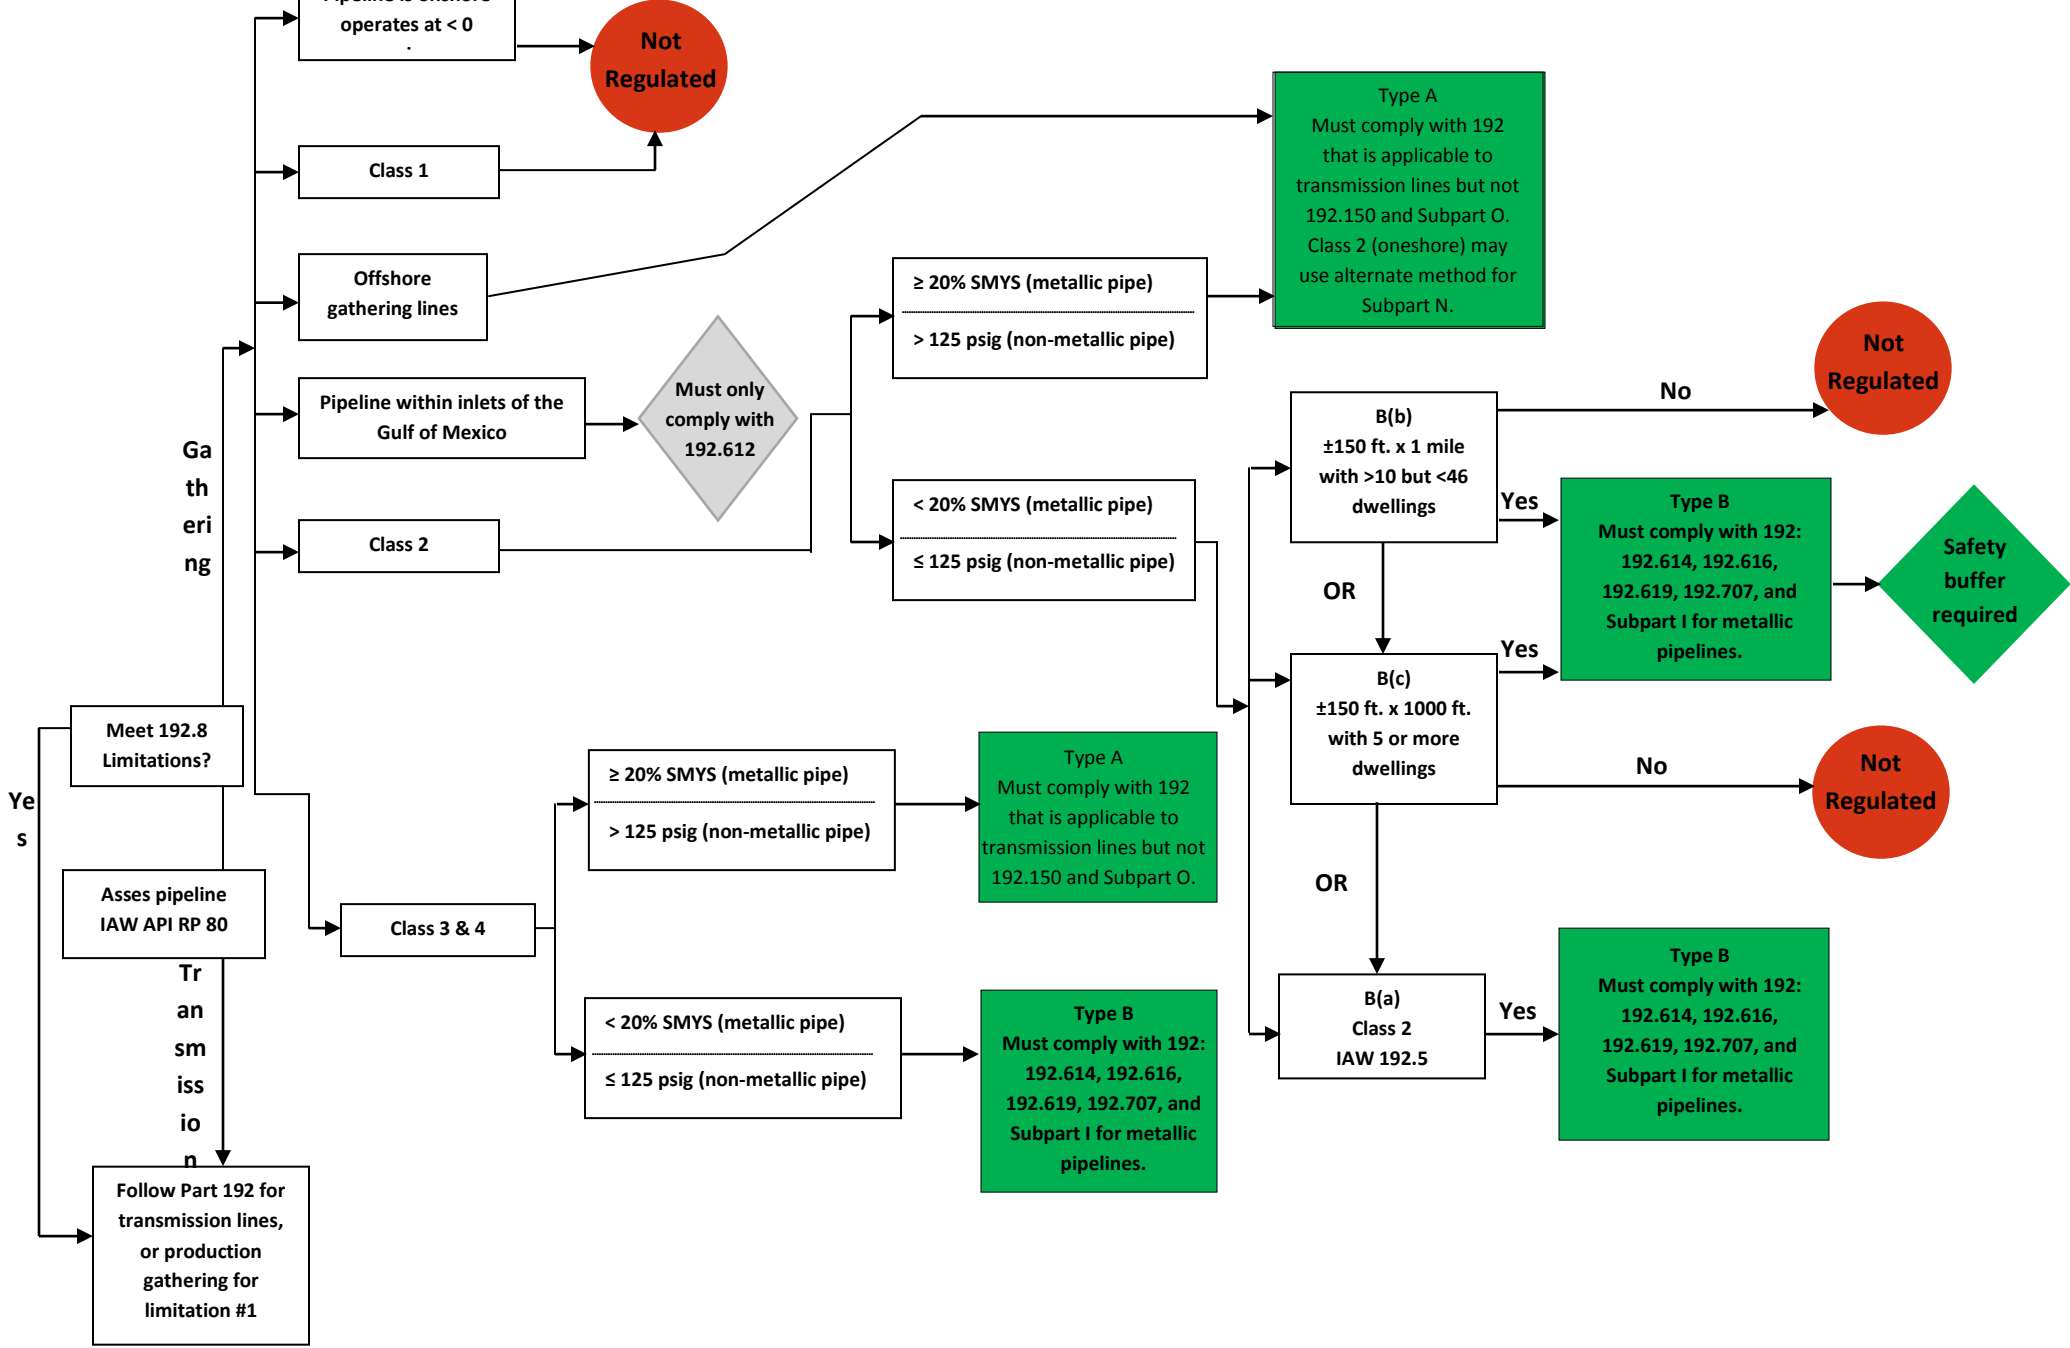 Pipeline is onshore
operates at < 0
Not
Regulated
Class 1
Offshore
gathering lines
Pipeline within inlets of the
Gulf of Mexico
Must only
comply with
192.612
Class 2
≥ 20% SMYS (metallic pipe)
> 125 psig (non-metallic pipe)
< 20% SMYS (metallic pipe)
≤ 125 psig (non-metallic pipe)
Type A
Must comply with 192
that is applicable to
transmission lines but not
192.150 and Subpart O.
Class 2 (oneshore) may
use alternate method for
Subpart N.
B(b)
±150 ft. x 1 mile
with >10 but <46
dwellings
No
Not
Regulated
Yes
Type B
Must comply with 192:
192.614, 192.616,
192.619, 192.707, and
Subpart I for metallic
pipelines.
Safety
buffer
required
OR
Yes
B(c)
±150 ft. x 1000 ft.
with 5 or more
dwellings
No
Not
Regulated
OR
B(a)
Class 2
IAW 192.5
Yes
Type B
Must comply with 192:
192.614, 192.616,
192.619, 192.707, and
Subpart I for metallic
pipelines.
Ga
th
eri
ng
Meet 192.8
Limitations?
Ye
s
Asses pipeline
IAW API RP 80
Tr
an
sm
iss
io
n
Follow Part 192 for
transmission lines,
or production
gathering for
limitation #1
Class 3 & 4
≥ 20% SMYS (metallic pipe)
> 125 psig (non-metallic pipe)
Type A
Must comply with 192
that is applicable to
transmission lines but not
192.150 and Subpart O.
< 20% SMYS (metallic pipe)
≤ 125 psig (non-metallic pipe)
Type B
Must comply with 192:
192.614, 192.616,
192.619, 192.707, and
Subpart I for metallic
pipelines.